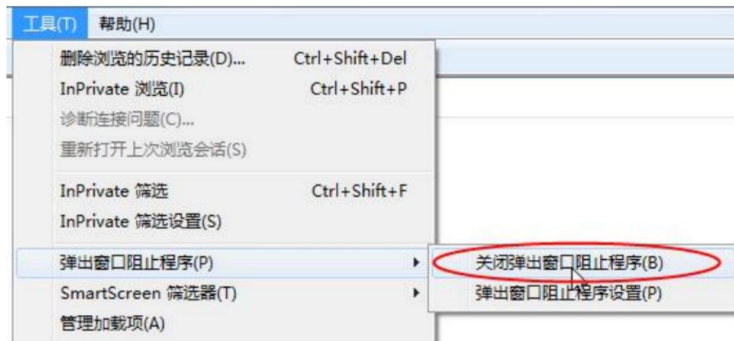 工具(T) 帮助(H)
删除浏览的历史记录(D)... Ctrl+Shift+Del
InPrivate 浏览(I) Ctrl+Shift+P
诊断连接问题(C)...
重新打开上次浏览会话(S)
InPrivate 筛选 Ctrl+Shift+F
InPrivate 筛选设置(S)
弹出窗口阻止程序(P) 关闭弹出窗口阻止程序(B)
SmartScreen 筛选器(T) 弹出窗口阻止程序设置(P)
管理加载项(A)